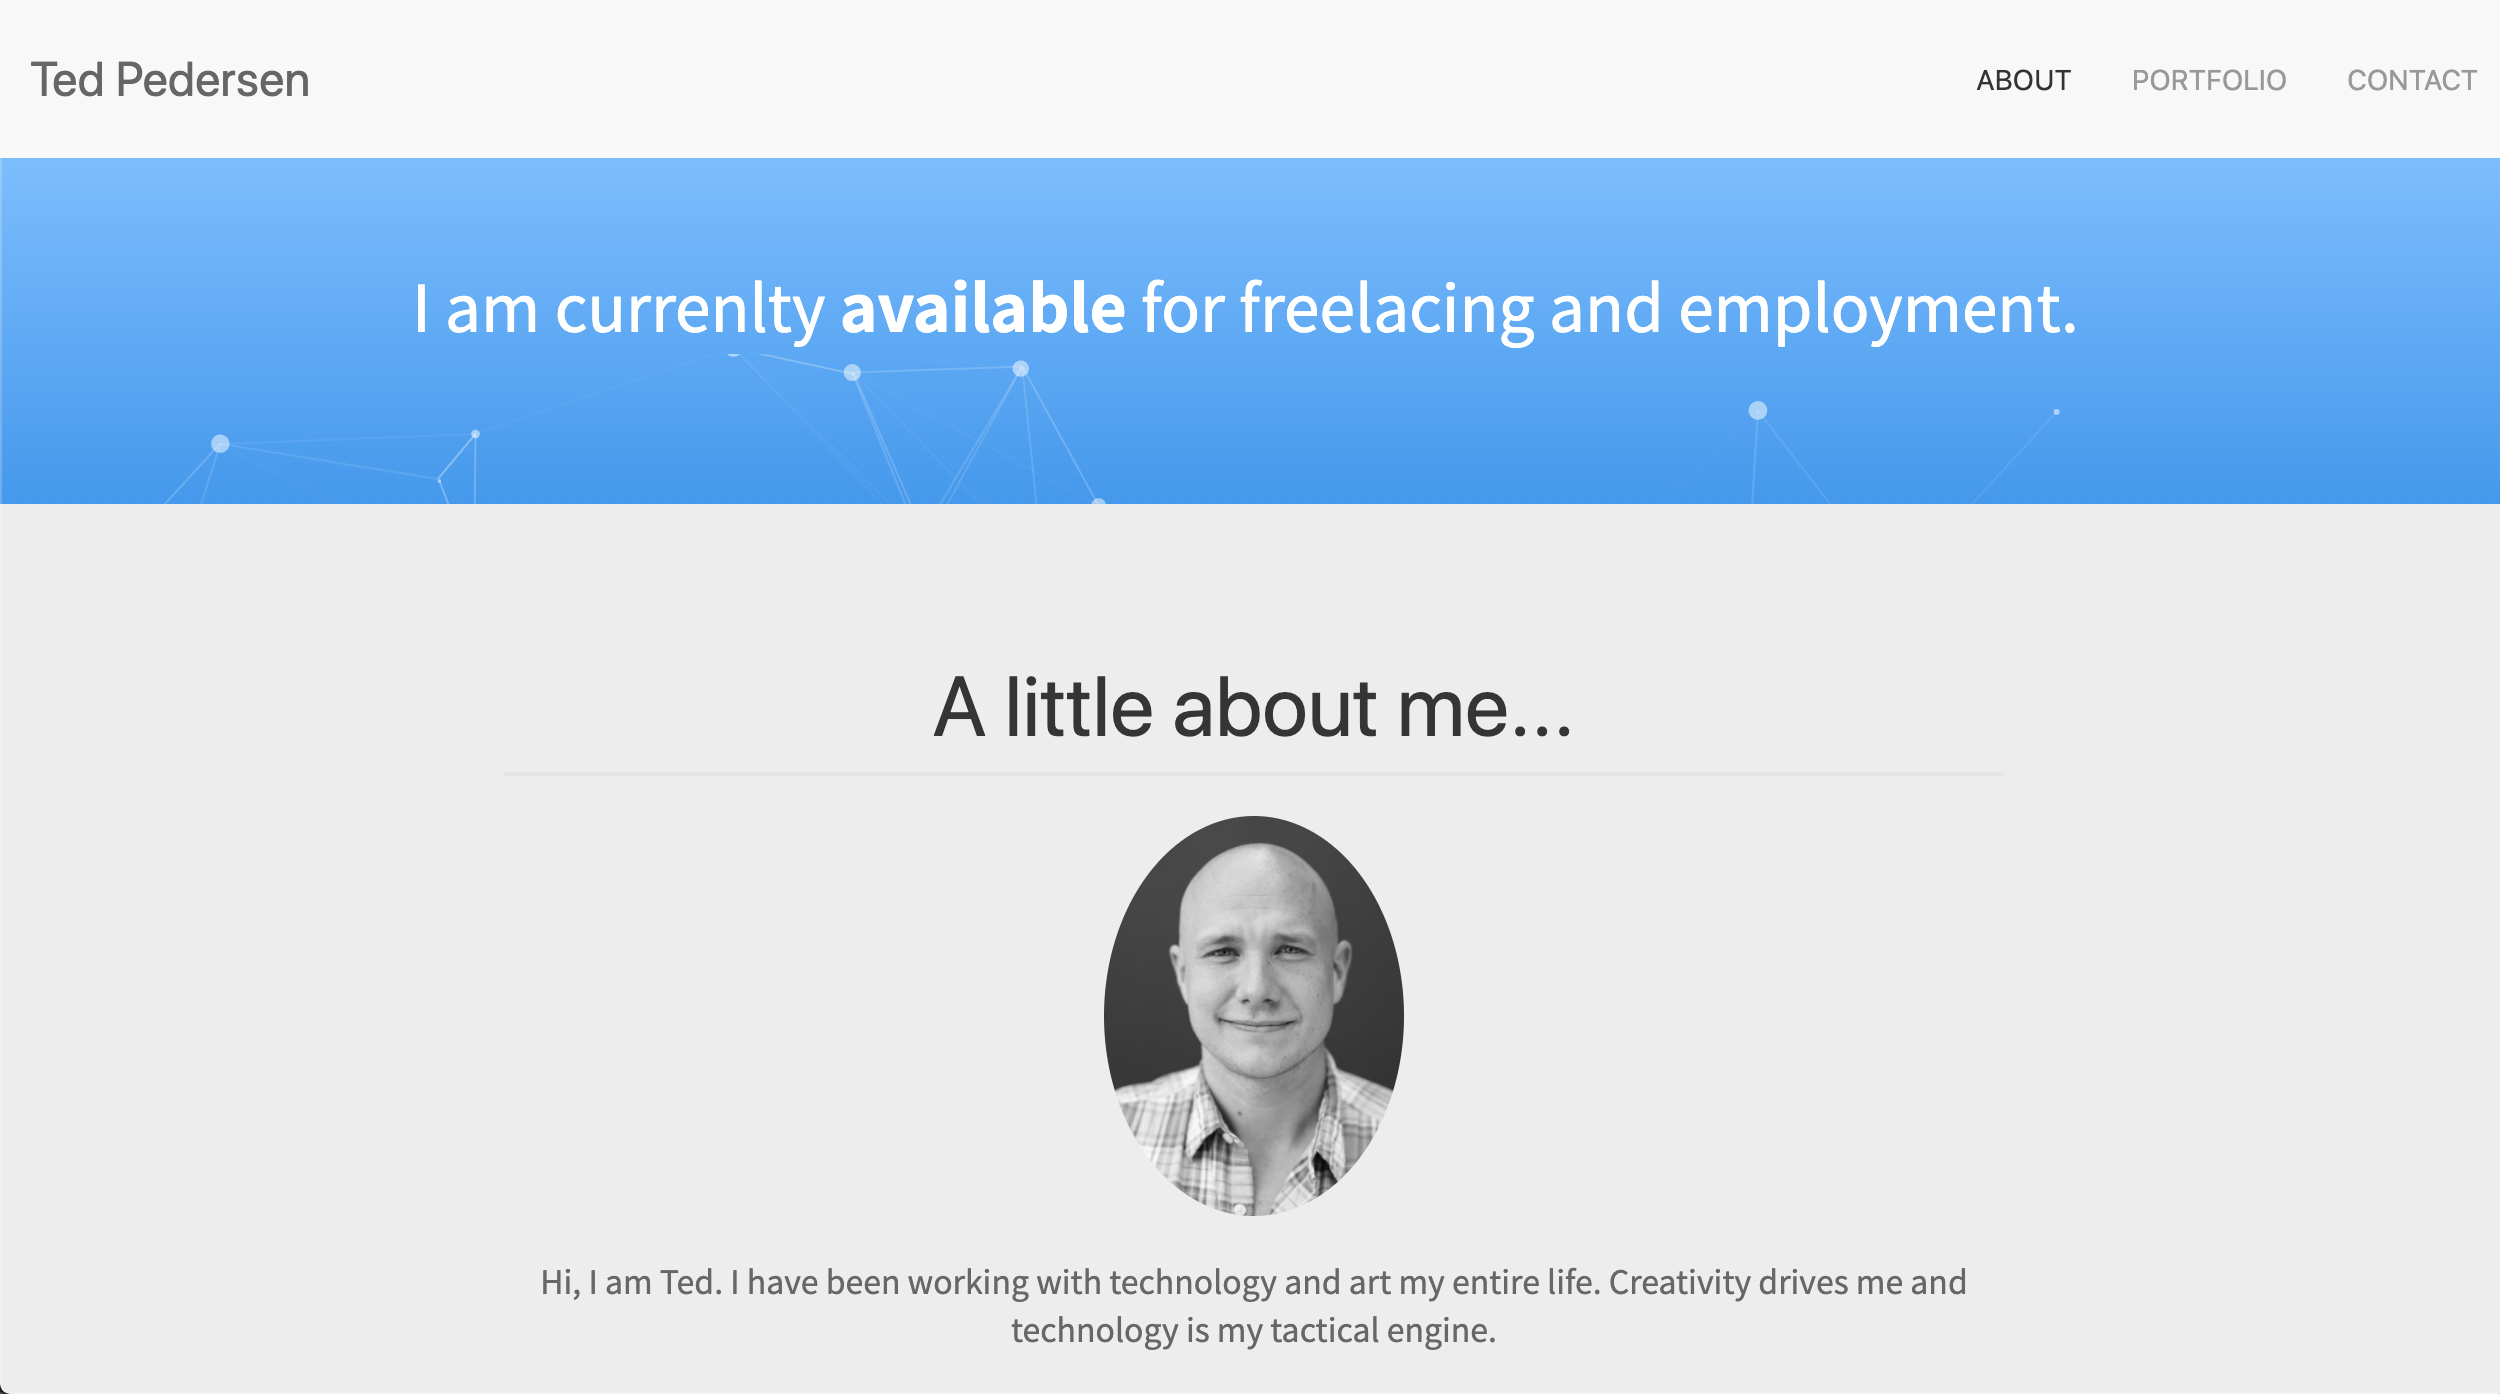 Ted Pedersen
ABOUT PORTFOLIO CONTACT
I am currenlty available for freelacing and employment.
A little about me...
Hi, I am Ted. I have been working with technology and art my entire life. Creativity drives me and
technology is my tactical engine.